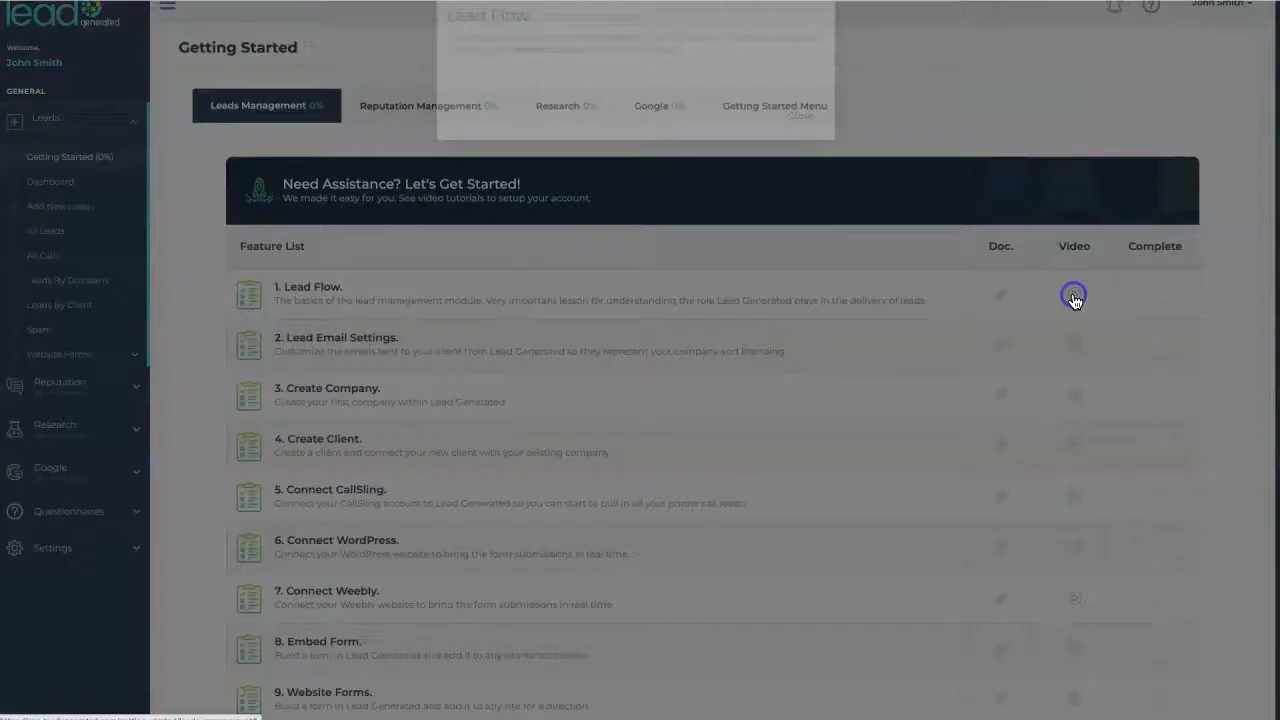 lead
generated
John Smith
Welcome,
John Smith
GENERAL
Leads
Getting Started (0%)
Dashboard
Add New
All Leads
All Calls
Leads By Company
Leads By Client
Spam
Website Forms
Reputation
Research
Google
Questionnaires
Settings
Getting Started
Lead Flow
Leads Management 0%
Reputation Management 0%
Research 0%
Google 0%
Getting Started Menu
Close
Need Assistance? Let's Get Started!
We made it easy for you. See video tutorials to setup your account.
Feature List Doc. Video Complete
1. Lead Flow.
The basics of the lead management module. Very important lesson for understanding the role Lead Generated plays in the delivery of leads.
2. Lead Email Settings.
Customize the emails sent to your client from Lead Generated so they represent your company and Branding.
3. Create Company.
Create your first company within Lead Generated
4. Create Client.
Create a client and connect your new client with your existing company.
5. Connect CallSling.
Connect your CallSling account to Lead Generated so you can start to pull in all your phone call leads.
6. Connect WordPress.
Connect your WordPress website to bring the form submissions in real time.
7. Connect Weebly.
Connect your Weebly website to bring the form submissions in real time.
8. Embed Form.
Build a form in Lead Generated and add it to any site
9. Website Forms.
Build a form in Lead Generated and add it to any site for a direction.